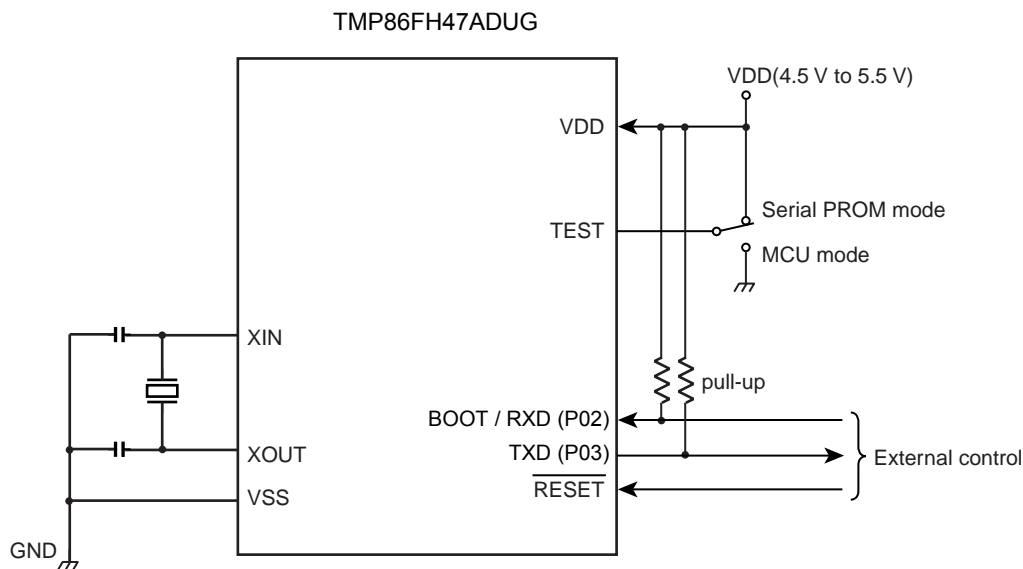 TMP86FH47ADUG
VDD(4.5 V to 5.5 V)
VDD
Serial PROM mode
TEST
MCU mode
XIN
pull-up
BOOT / RXD (P02)
TXD (P03)
External control
XOUT
RESET
VSS
GND